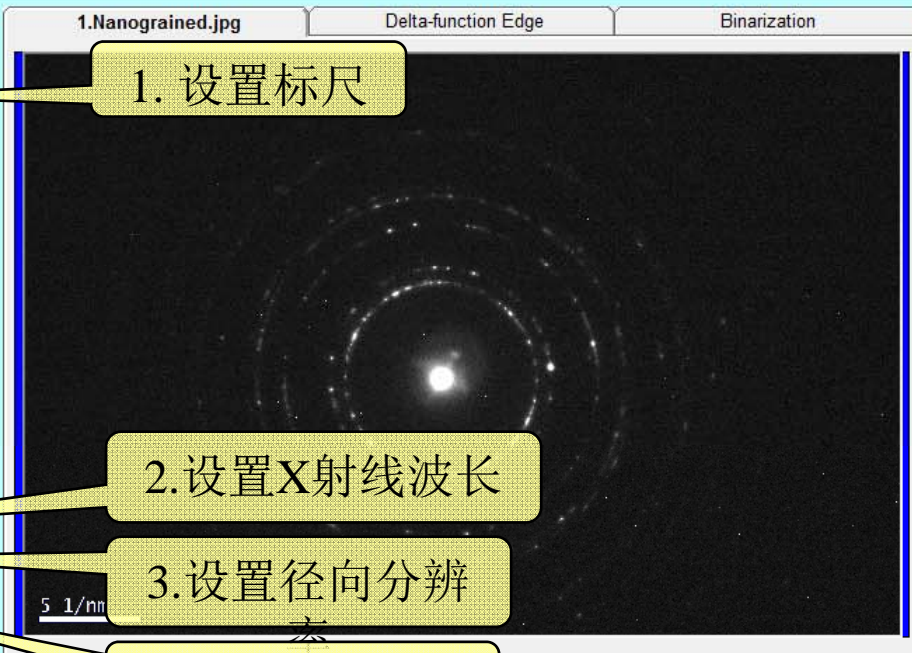 1.Nanograined.jpg
Delta-function Edge
Binarization
1. 设置标尺
2.设置X射线波长
3.设置径向分辨
率
5 1/nm